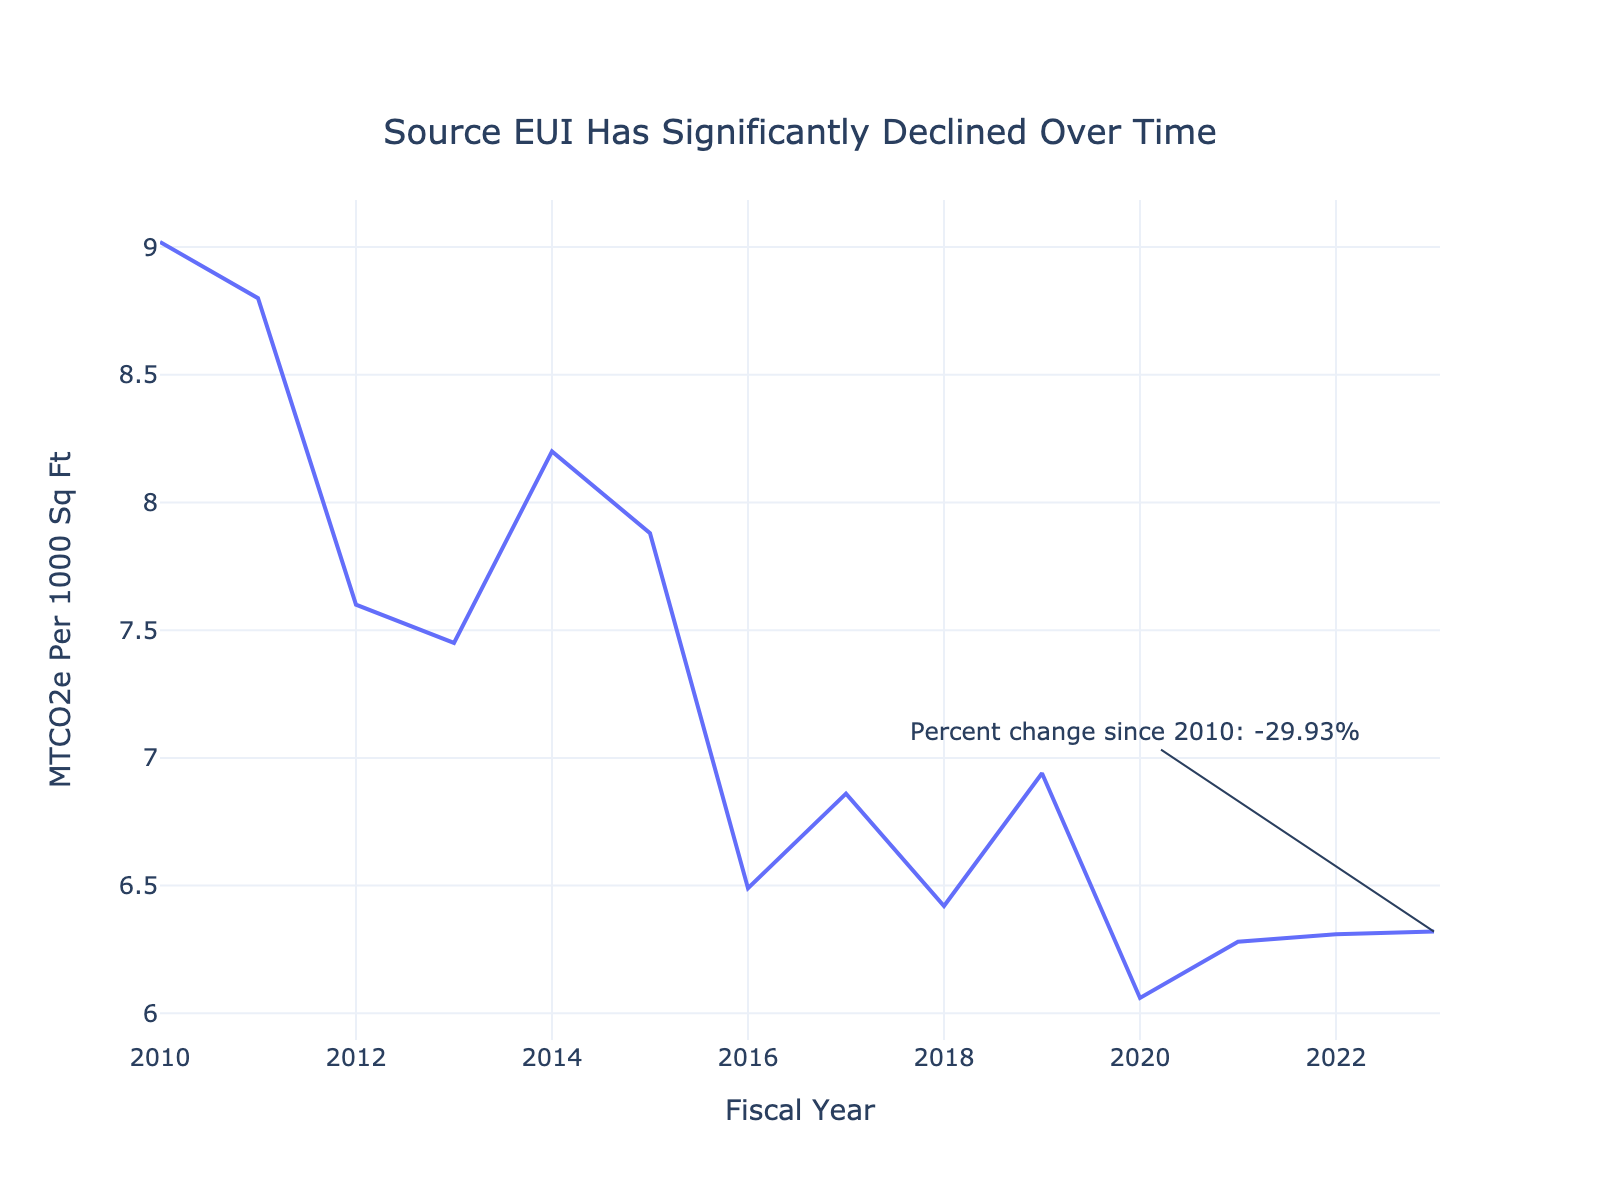 Source EUI Has Significantly Declined Over Time
9
8.5
8
7.5
7
6.5
6
MTCO2e Per 1000 Sq Ft
Percent change since 2010: -29.93%
2010 2012 2014 2016 2018 2020 2022
Fiscal Year